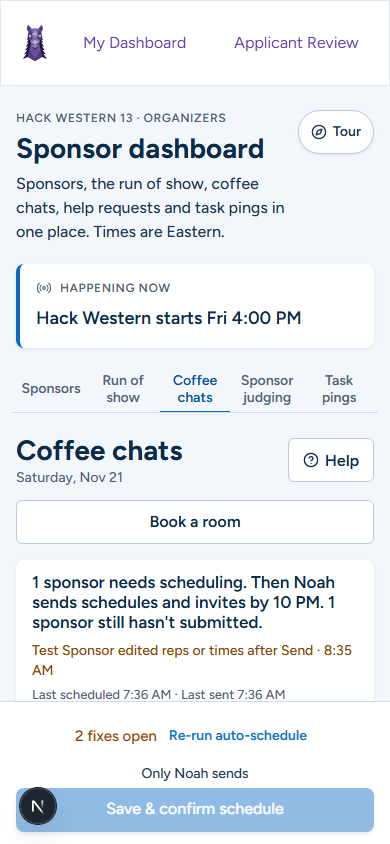 My Dashboard
Applicant Review
HACK WESTERN 13 · ORGANIZERS
Sponsor dashboard
Tour
Sponsors, the run of show, coffee
chats, help requests and task pings in
one place. Times are Eastern.
HAPPENING NOW
Hack Western starts Fri 4:00 PM
Sponsors
Run of
show
Coffee
chats
Sponsor
judging
Task
pings
Coffee chats
Saturday, Nov 21
Help
Book a room
1 sponsor needs scheduling. Then Noah
sends schedules and invites by 10 PM. 1
sponsor still hasn't submitted.
Test Sponsor edited reps or times after Send · 8:35
AM
Last scheduled 7:36 AM · Last sent 7:36 AM
2 fixes open
Re-run auto-schedule
Only Noah sends
N
Save & confirm schedule